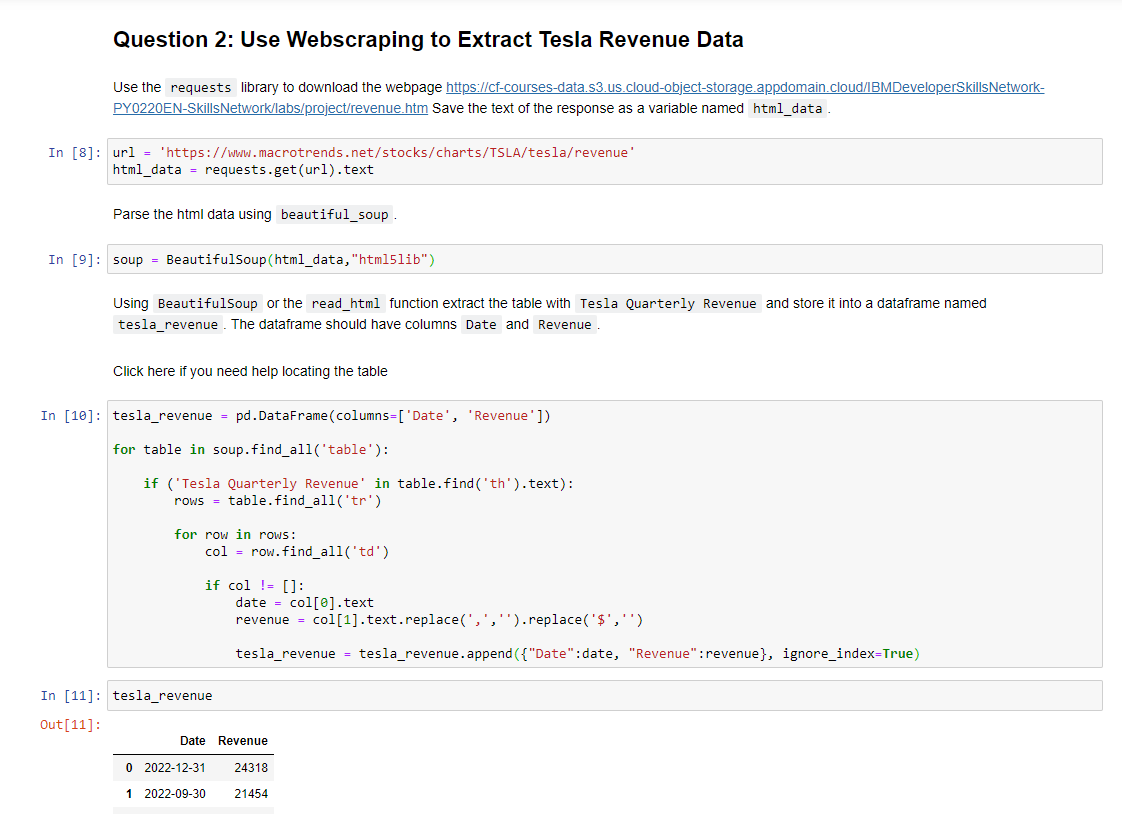 Question 2: Use Webscraping to Extract Tesla Revenue Data
Use the requests library to download the webpage https://cf-courses-data.s3.us.cloud-object-storage.appdomain.cloud/IBMDeveloperSkillsNetwork-
PY0220EN-SkillsNetwork/labs/project/revenue.htm Save the text of the response as a variable named html_data .
In [8]: url = 'https://www.macrotrends.net/stocks/charts/TSLA/tesla/revenue'
html_data = requests.get(url).text
Parse the html data using beautiful_soup .
In [9]: soup = BeautifulSoup(html_data,"html5lib")
Using BeautifulSoup or the read_html function extract the table with Tesla Quarterly Revenue and store it into a dataframe named
tesla_revenue . The dataframe should have columns Date and Revenue .
Click here if you need help locating the table
In [10]: tesla_revenue = pd.DataFrame(columns=['Date', 'Revenue'])
for table in soup.find_all('table'):
if ('Tesla Quarterly Revenue' in table.find('th').text):
rows = table.find_all('tr')
for row in rows:
col = row.find_all('td')
if col != []:
date = col[0].text
revenue = col[1].text.replace(',','').replace('$','')
tesla_revenue = tesla_revenue.append({"Date":date, "Revenue":revenue}, ignore_index=True)
In [11]: tesla_revenue
Out[11]:
Date Revenue
0 2022-12-31 24318
1 2022-09-30 21454